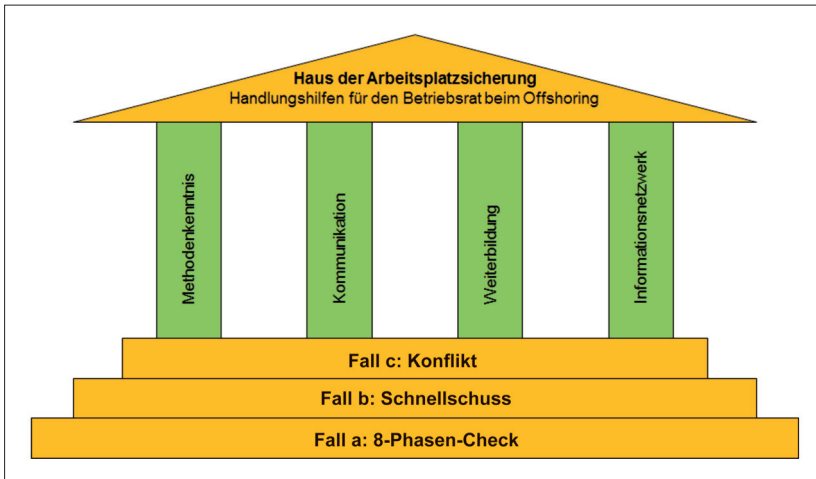 Haus der Arbeitsplatzsicherung
Handlungshilfen für den Betriebsrat beim Offshoring
Methodenkenntnis
Kommunikation
Weiterbildung
Informationsnetzwerk
Fall c: Konflikt
Fall b: Schnellschuss
Fall a: 8-Phasen-Check